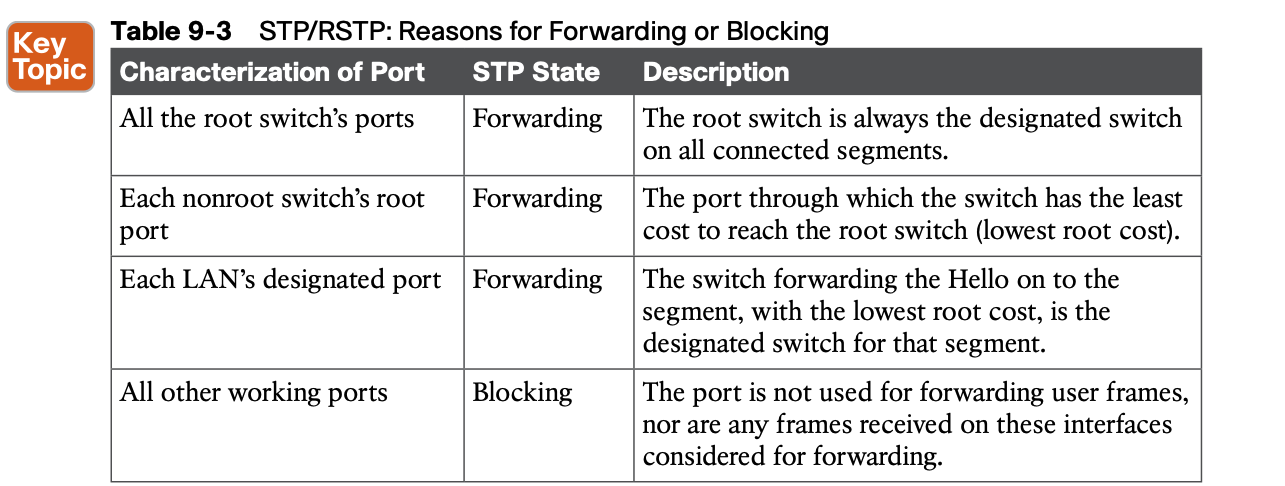 Key
Topic
Table 9-3 STP/RSTP: Reasons for Forwarding or Blocking
Characterization of Port STP State Description
All the root switch’s ports Forwarding The root switch is always the designated switch
on all connected segments.
Each nonroot switch’s root Forwarding The port through which the switch has the least
port cost to reach the root switch (lowest root cost).
Each LAN’s designated port Forwarding The switch forwarding the Hello on to the
segment, with the lowest root cost, is the
designated switch for that segment.
All other working ports Blocking The port is not used for forwarding user frames,
nor are any frames received on these interfaces
considered for forwarding.